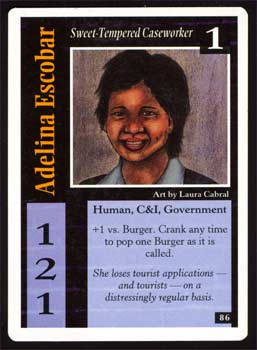 Sweet-Tempered Caseworker
1
Adelina Escobar
Art by Laura Cabral
Human, C&I, Government
+1 vs. Burger. Crank any time
to pop one Burger as it is
called.
She loses tourist applications —
and tourists — on a
distressingly regular basis.
1
2
1
86